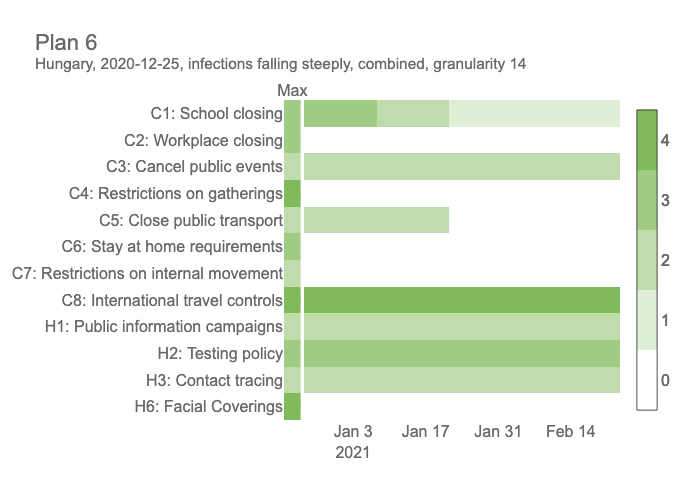 Plan 6
Hungary, 2020-12-25, infections falling steeply, combined, granularity 14
Max
C1: School closing
C2: Workplace closing
C3: Cancel public events
C4: Restrictions on gatherings
C5: Close public transport
C6: Stay at home requirements
C7: Restrictions on internal movement
C8: International travel controls
H1: Public information campaigns
H2: Testing policy
H3: Contact tracing
H6: Facial Coverings
4
3
2
1
0
Jan 3 Jan 17 Jan 31 Feb 14
2021